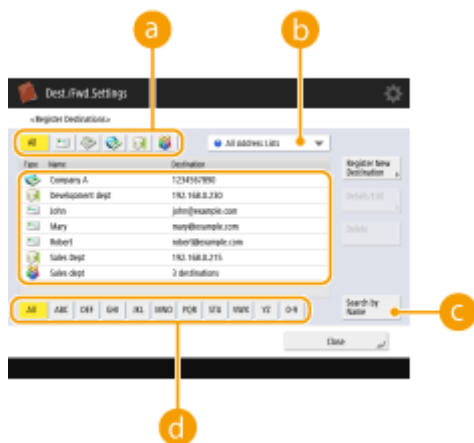 a
b
Dest./Fwd.Settings
<Register Destinations>
All
All Address Lists
Type Name Destination
Register New Destination
Company A 1234567890
Development dept 192.168.0.230
Details/Edit
John john@example.com
Mary mary@example.com
Delete
Robert robert@example.com
Sales Dept 192.168.0.215
Sales dept 3 destinations
All ABC DEF GHI JKL MNO PQR STU VWX YZ 0-9
Search by Name
c
Close
d